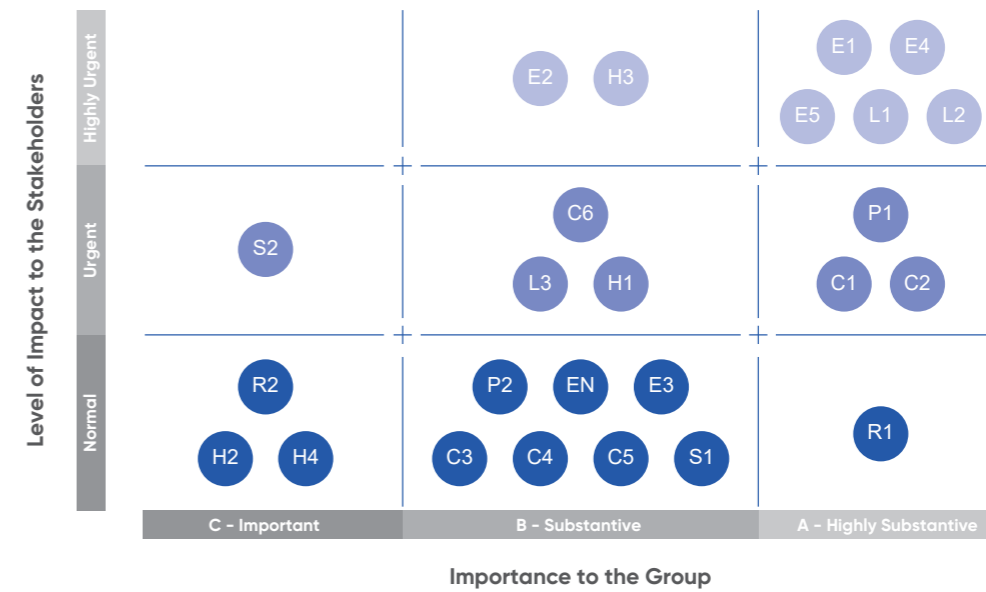 Level of Impact to the Stakeholders
Highly Urgent
E2 H3
E1 E4
E5 L1 L2
Urgent
S2
C6
L3 H1
P1
C1 C2
Normal
R2
H2 H4
P2 EN E3
C3 C4 C5 S1
R1
C - Important
B - Substantive
A - Highly Substantive
Importance to the Group